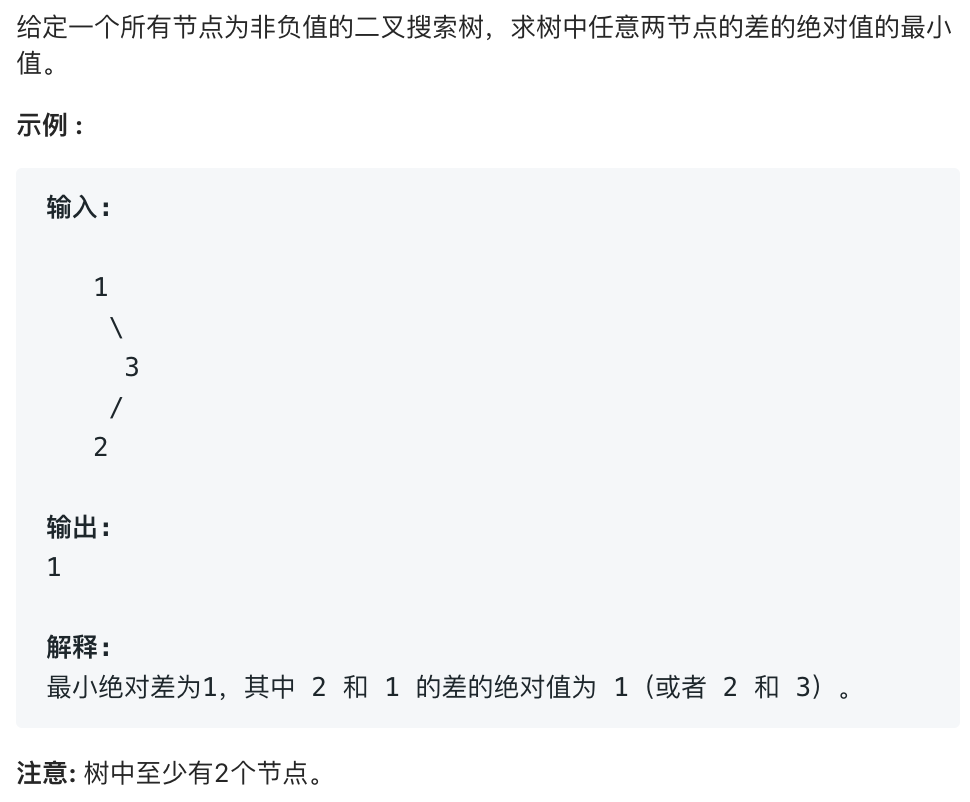 给定一个所有节点为非负值的二叉搜索树，求树中任意两节点的差的绝对值的最小
值。
示例 :
输入:
1
\
3
/
2
输出:
1
解释:
最小绝对差为1，其中 2 和 1 的差的绝对值为 1（或者 2 和 3）。
注意: 树中至少有2个节点。